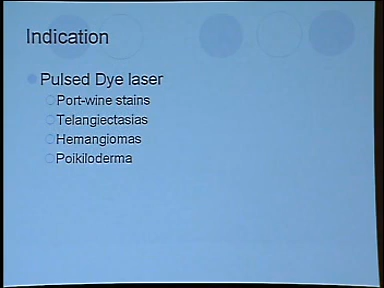 Indication
Pulsed Dye laser
Port-wine stains
Telangiectasias
Hemangiomas
Poikiloderma